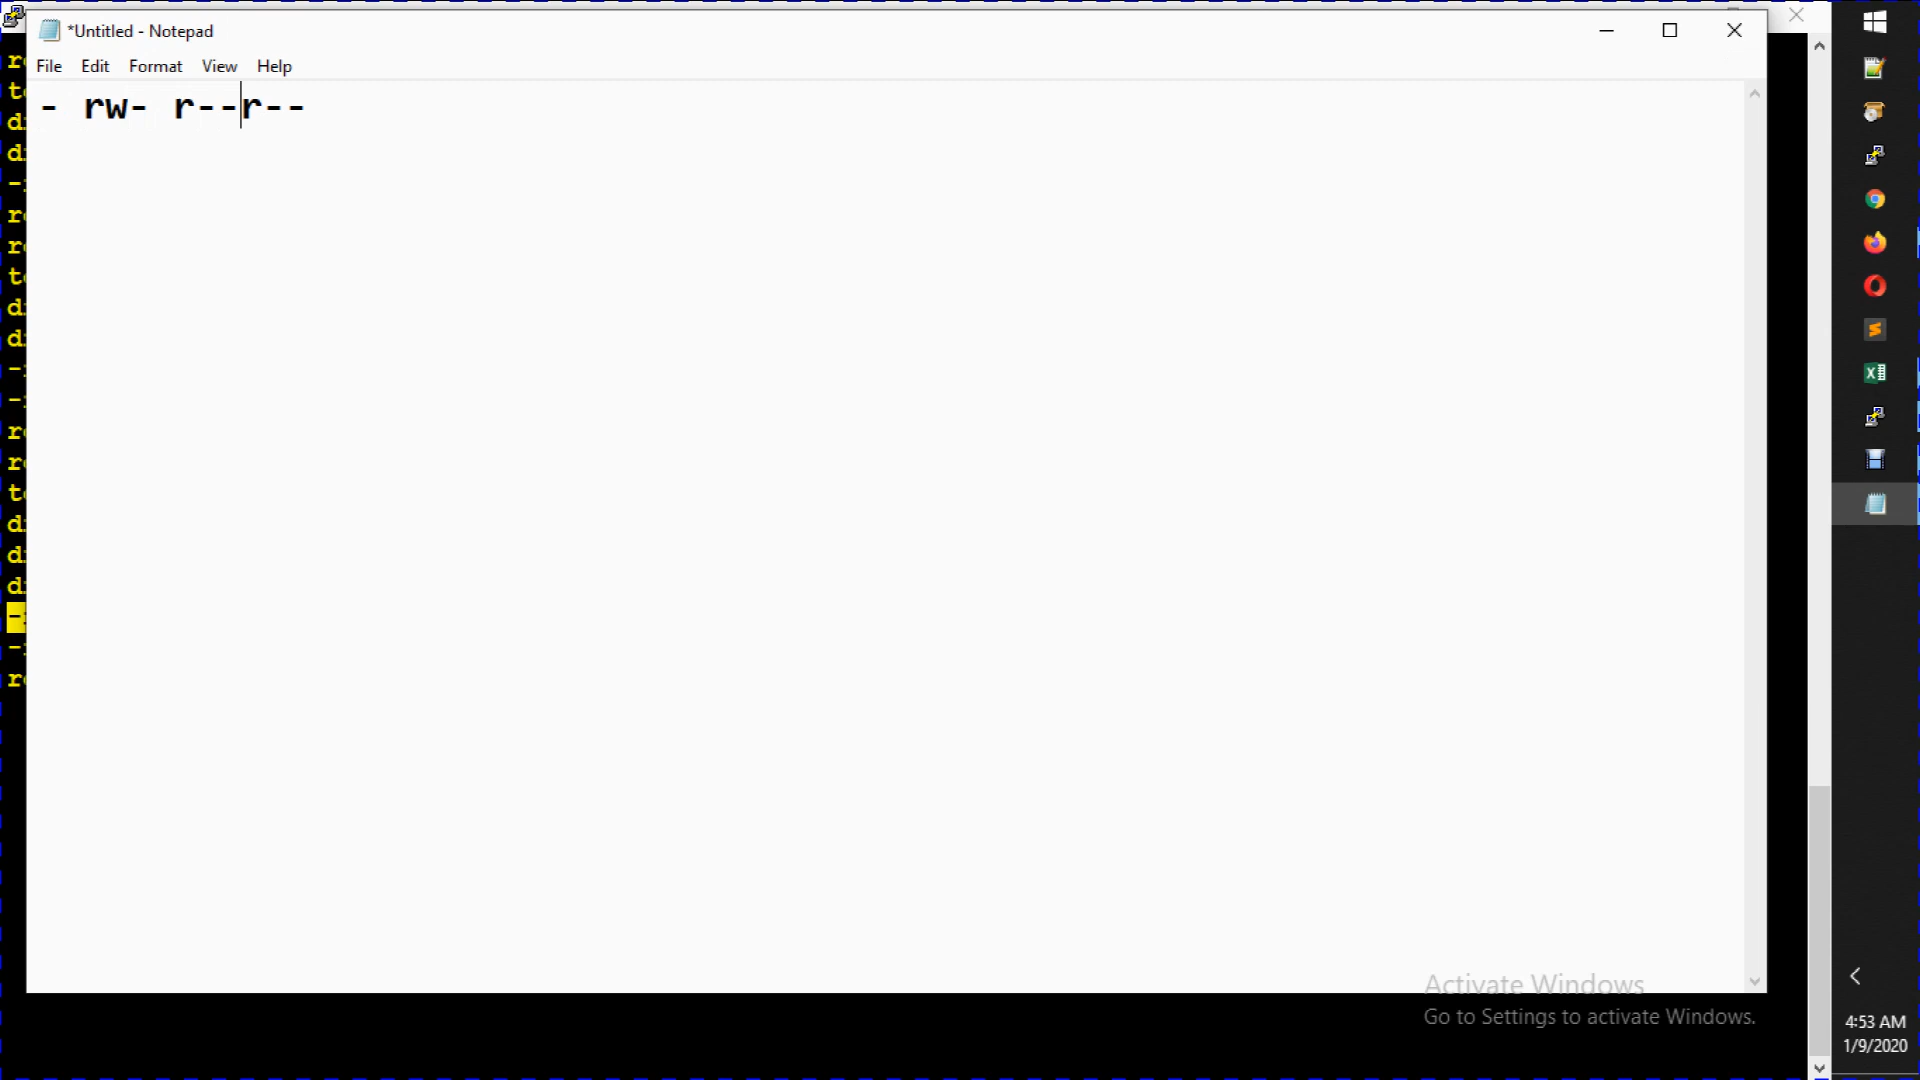 *Untitled - Notepad
File Edit Format View Help
- rw- r--r--
Activate Windows
Go to Settings to activate Windows.
4:53 AM
1/9/2020